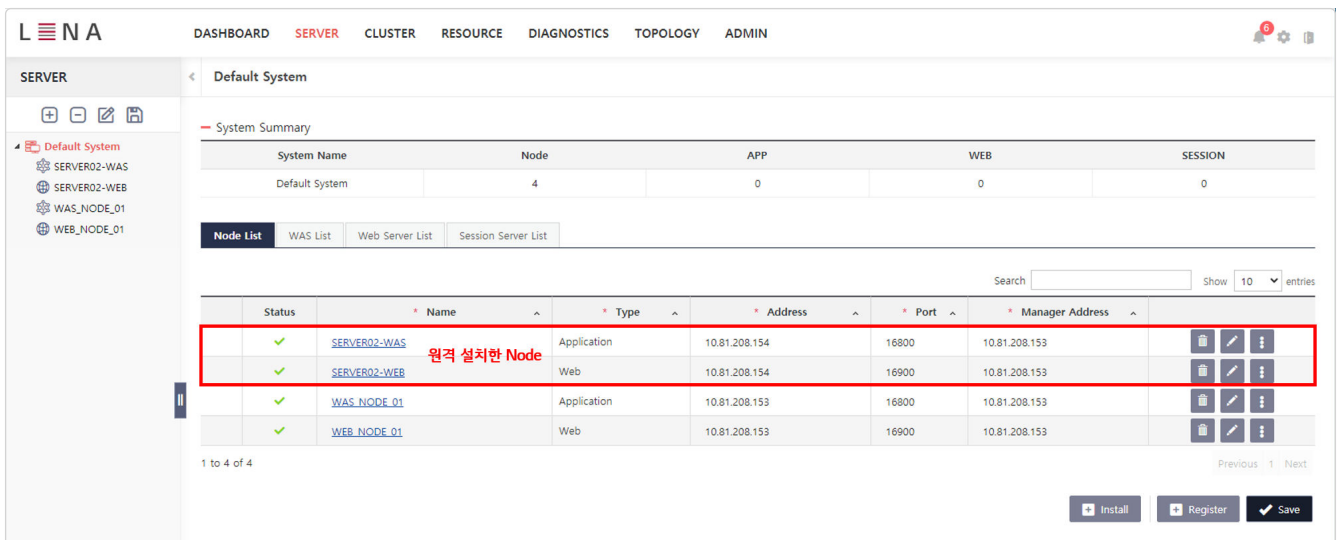 LENA
DASHBOARD SERVER CLUSTER RESOURCE DIAGNOSTICS TOPOLOGY ADMIN
6
SERVER
Default System
Default System
SERVER02-WAS
SERVER02-WEB
WAS_NODE_01
WEB_NODE_01
System Summary
System Name Node APP WEB SESSION
Default System 4 0 0 0
Node List WAS List Web Server List Session Server List
Search Show 10 entries
Status * Name * Type * Address * Port * Manager Address
SERVER02-WAS Application 10.81.208.154 16800 10.81.208.153
원격 설치한 Node
SERVER02-WEB Web 10.81.208.154 16900 10.81.208.153
WAS_NODE_01 Application 10.81.208.153 16800 10.81.208.153
WEB_NODE_01 Web 10.81.208.153 16900 10.81.208.153
1 to 4 of 4
Previous 1 Next
Install Register Save